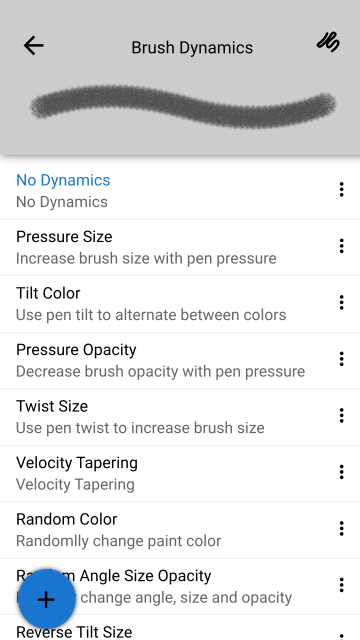 Brush Dynamics
No Dynamics
No Dynamics
Pressure Size
Increase brush size with pen pressure
Tilt Color
Use pen tilt to alternate between colors
Pressure Opacity
Decrease brush opacity with pen pressure
Twist Size
Use pen twist to increase brush size
Velocity Tapering
Velocity Tapering
Random Color
Randomlly change paint color
Random Angle Size Opacity
change angle, size and opacity
Reverse Tilt Size